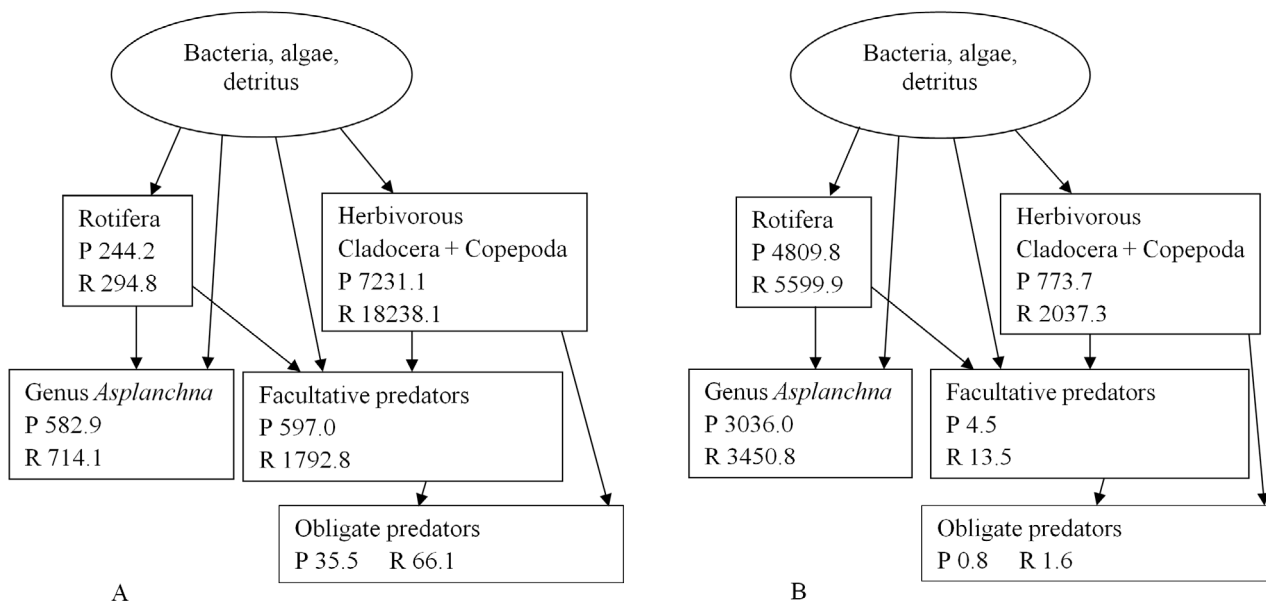 Bacteria, algae,
detritus
Rotifera
P 244.2
R 294.8
Herbivorous
Cladocera + Copepoda
P 7231.1
R 18238.1
Genus Asplanchna
P 582.9
R 714.1
Facultative predators
P 597.0
R 1792.8
Obligate predators
P 35.5 R 66.1
A
Bacteria, algae,
detritus
Rotifera
P 4809.8
R 5599.9
Herbivorous
Cladocera + Copepoda
P 773.7
R 2037.3
Genus Asplanchna
P 3036.0
R 3450.8
Facultative predators
P 4.5
R 13.5
Obligate predators
P 0.8 R 1.6
B